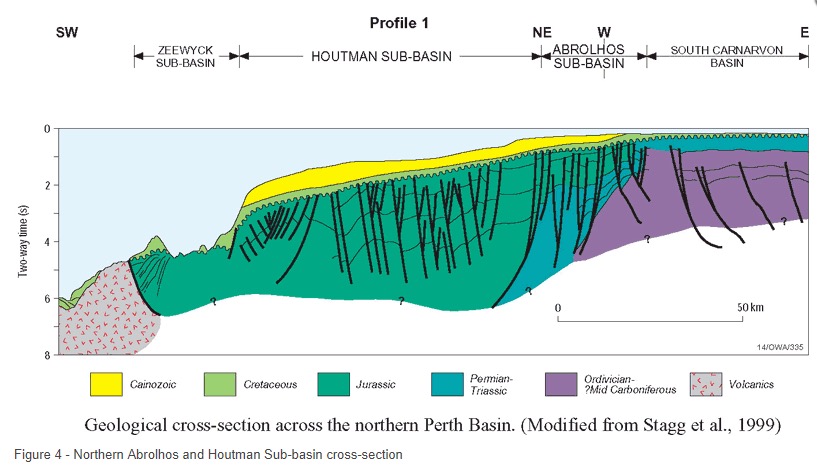 Profile 1
SW
NE
W
E
ZEEWYCK
SUB-BASIN
HOUTMAN SUB-BASIN
ABROLHOS
SUB-BASIN
SOUTH CARNARVON
BASIN
Two-way time (s)
0
2
4
6
8
?
?
?
?
?
0
50 km
14/OWA/335
Cainozoic
Cretaceous
Jurassic
Permian-
Triassic
Ordivician-
?Mid Carboniferous
Volcanics
Geological cross-section across the northern Perth Basin. (Modified from Stagg et al., 1999)
Figure 4 - Northern Abrolhos and Houtman Sub-basin cross-section